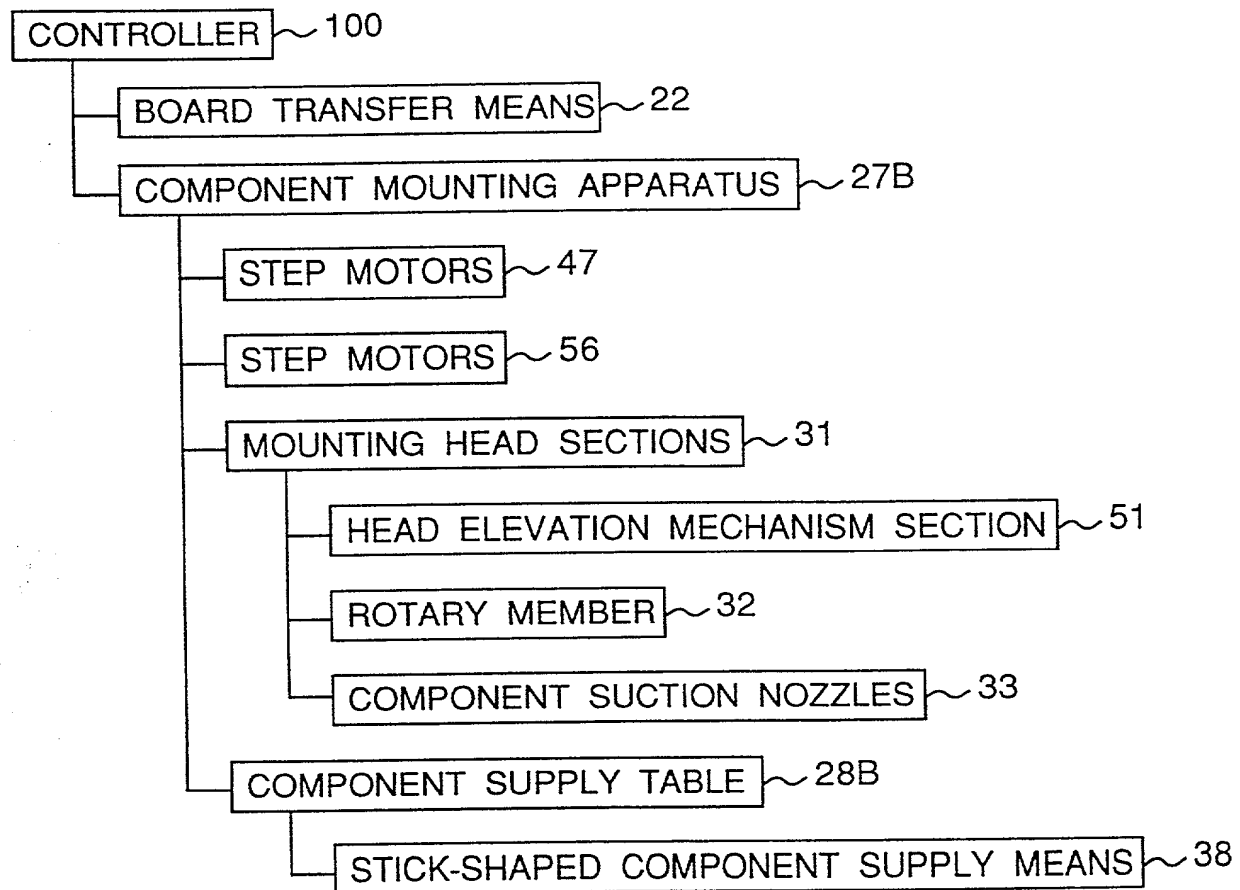 CONTROLLER 100
BOARD TRANSFER MEANS 22
COMPONENT MOUNTING APPARATUS 27B
STEP MOTORS 47
STEP MOTORS 56
MOUNTING HEAD SECTIONS 31
HEAD ELEVATION MECHANISM SECTION 51
ROTARY MEMBER 32
COMPONENT SUCTION NOZZLES 33
COMPONENT SUPPLY TABLE 28B
STICK-SHAPED COMPONENT SUPPLY MEANS 38